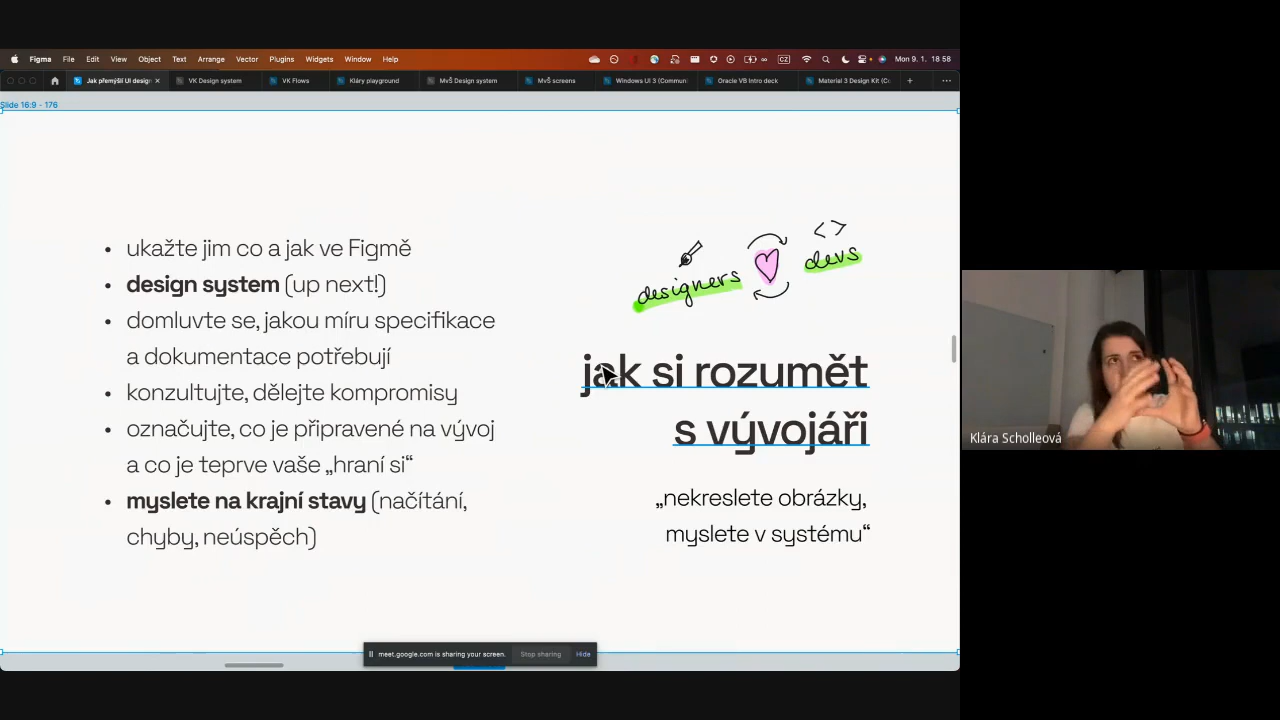 Figma File Edit View Object Text Arrange Vector Plugins Widgets Window Help CZ Mon 9. 1. 18 58
Jak přemýšlí UI design VK Design system VK Flows Kláry playground MvŠ Design system MvŠ screens Windows UI 3 (Commun Oracle VB Intro deck Material 3 Design Kit (Co
Slide 16:9 - 176
• ukažte jim co a jak ve Figmě
• design system (up next!)
• domluvte se, jakou míru specifikace
a dokumentace potřebují
• konzultujte, dělejte kompromisy
• označujte, co je připravené na vývoj
a co je teprve vaše „hraní si“
• myslete na krajní stavy (načítání,
chyby, neúspěch)
< >
designers devs
jak si rozumět
s vývojáři
„nekreslete obrázky,
myslete v systému“
Klára Scholleová
meet.google.com is sharing your screen. Stop sharing Hide